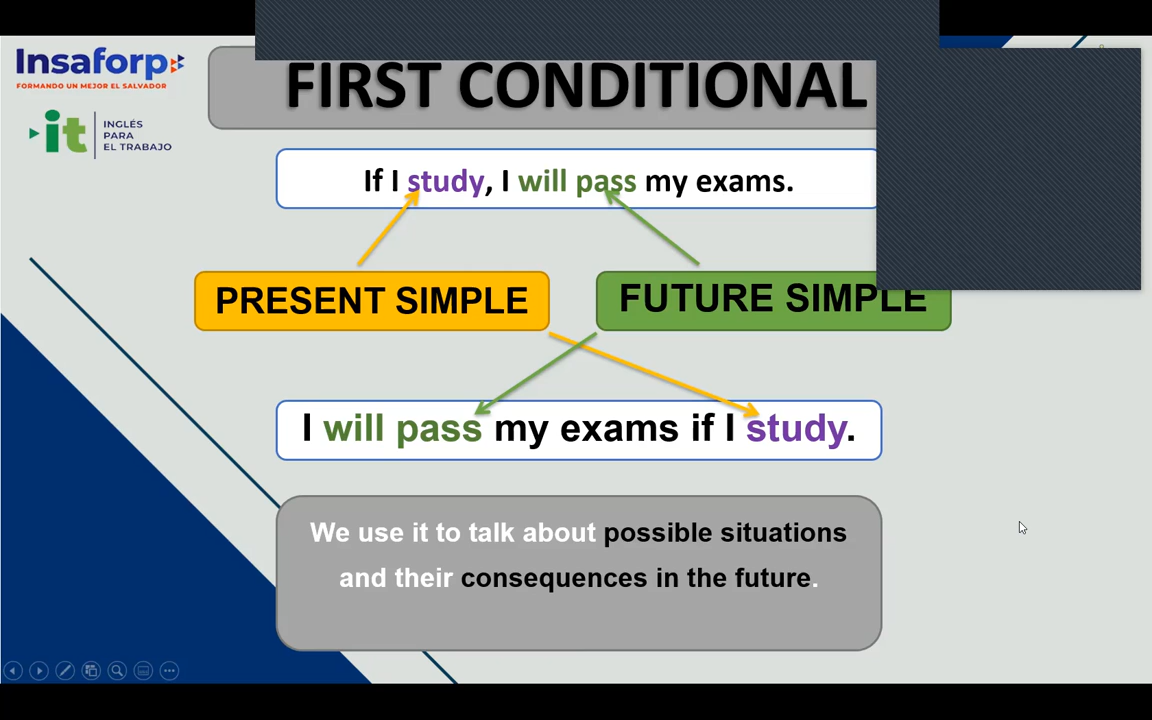 Insaforp
FORMANDO UN MEJOR EL SALVADOR
it
INGLÉS
PARA
EL TRABAJO
FIRST CONDITIONAL
If I study, I will pass my exams.
PRESENT SIMPLE
FUTURE SIMPLE
I will pass my exams if I study.
We use it to talk about possible situations
and their consequences in the future.